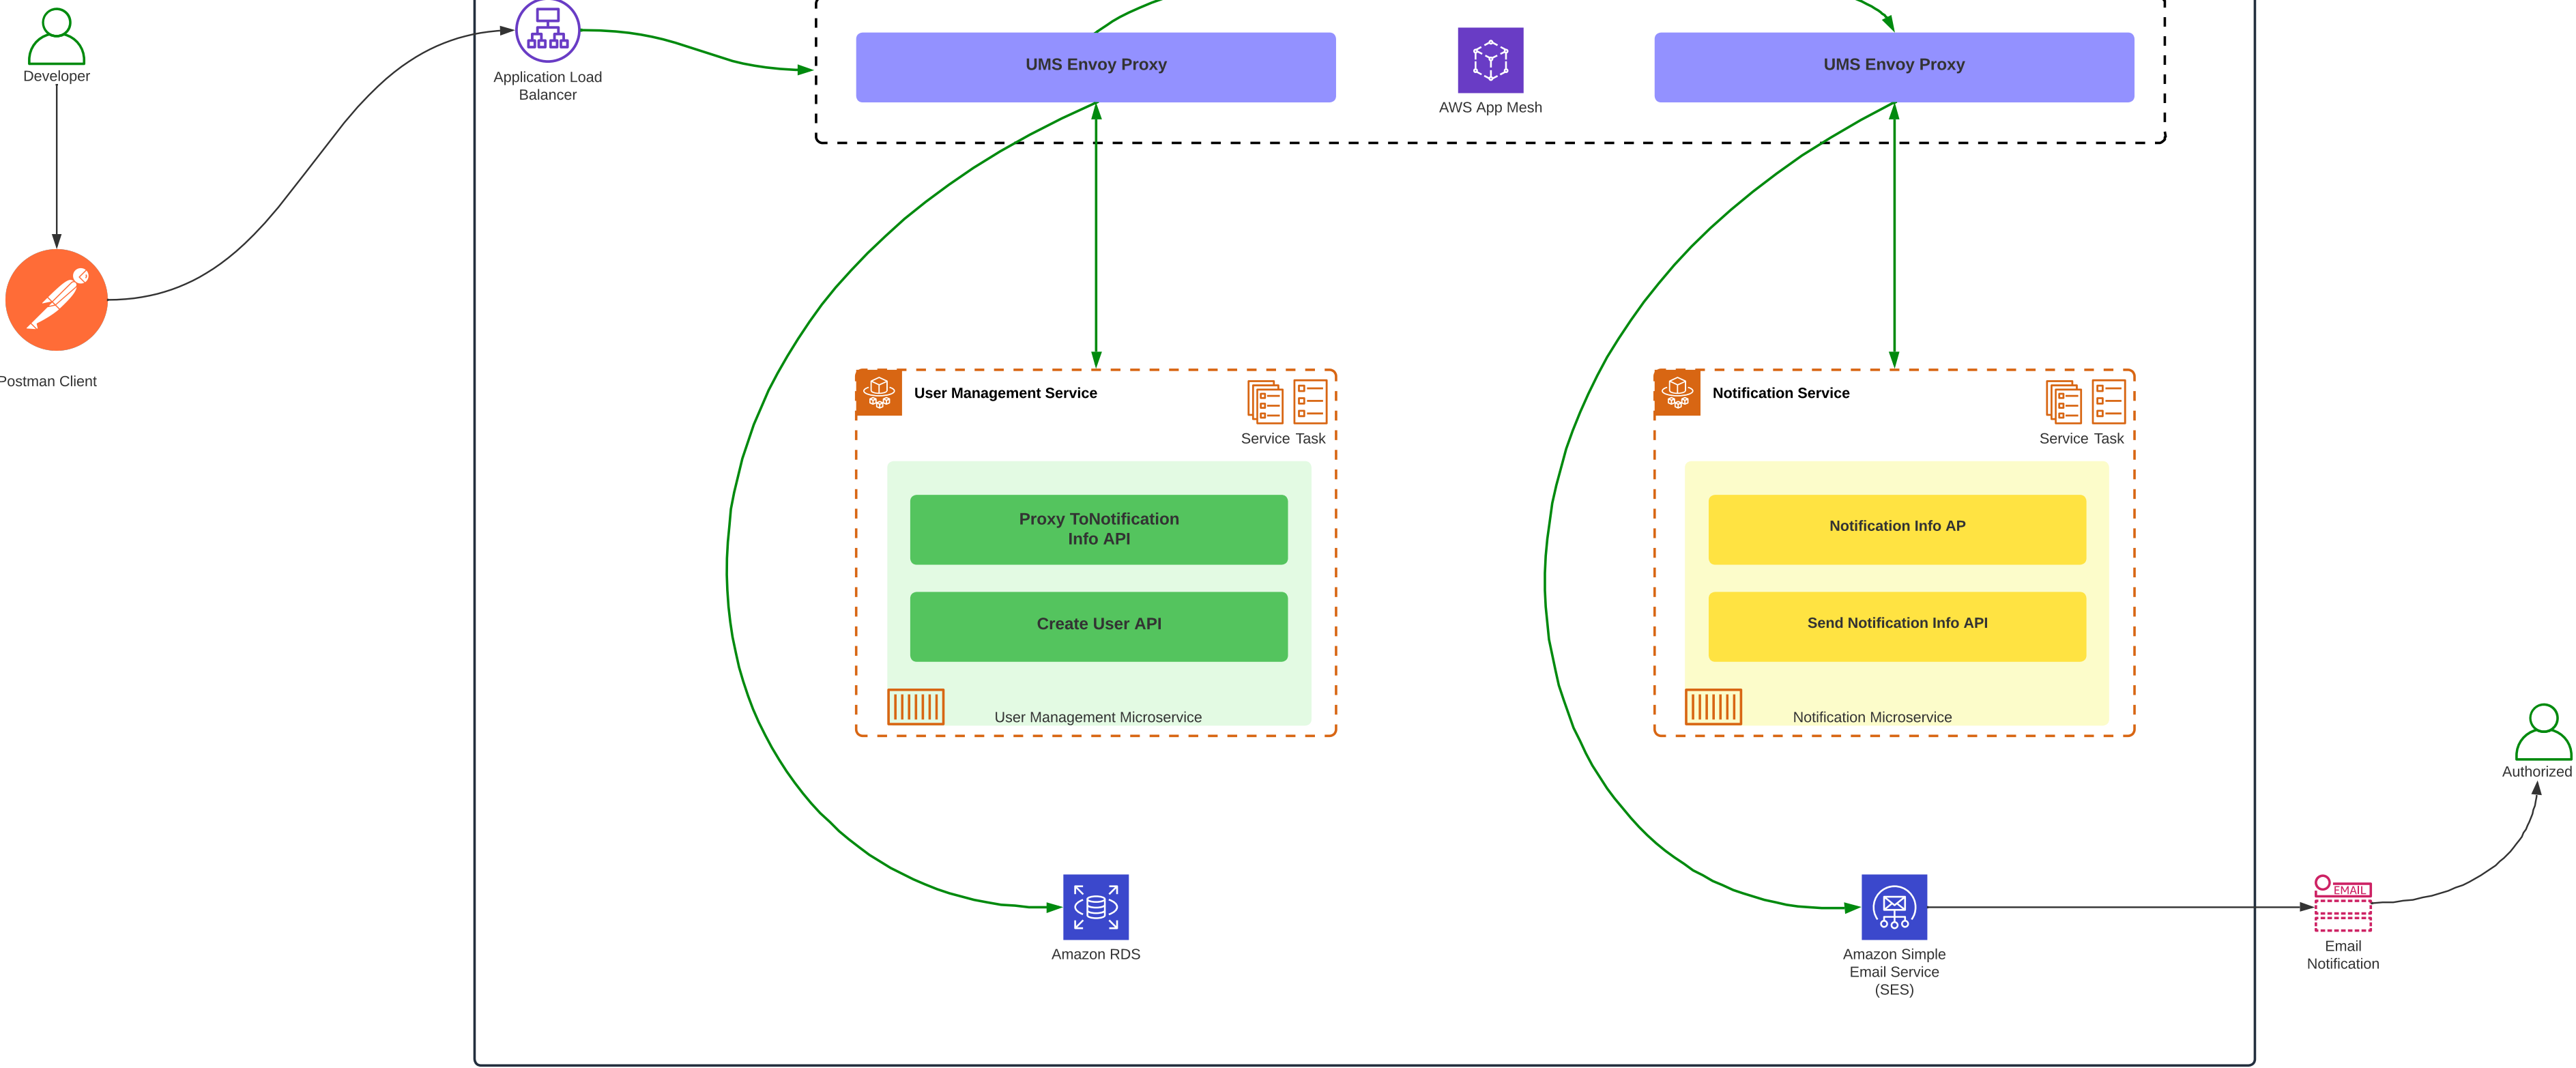 Developer
Postman Client
Application Load
Balancer
UMS Envoy Proxy
AWS App Mesh
UMS Envoy Proxy
User Management Service
Service Task
Proxy ToNotification
Info API
Create User API
User Management Microservice
Notification Service
Service Task
Notification Info AP
Send Notification Info API
Notification Microservice
Amazon RDS
Amazon Simple
Email Service
(SES)
EMAIL
Email
Notification
Authorized